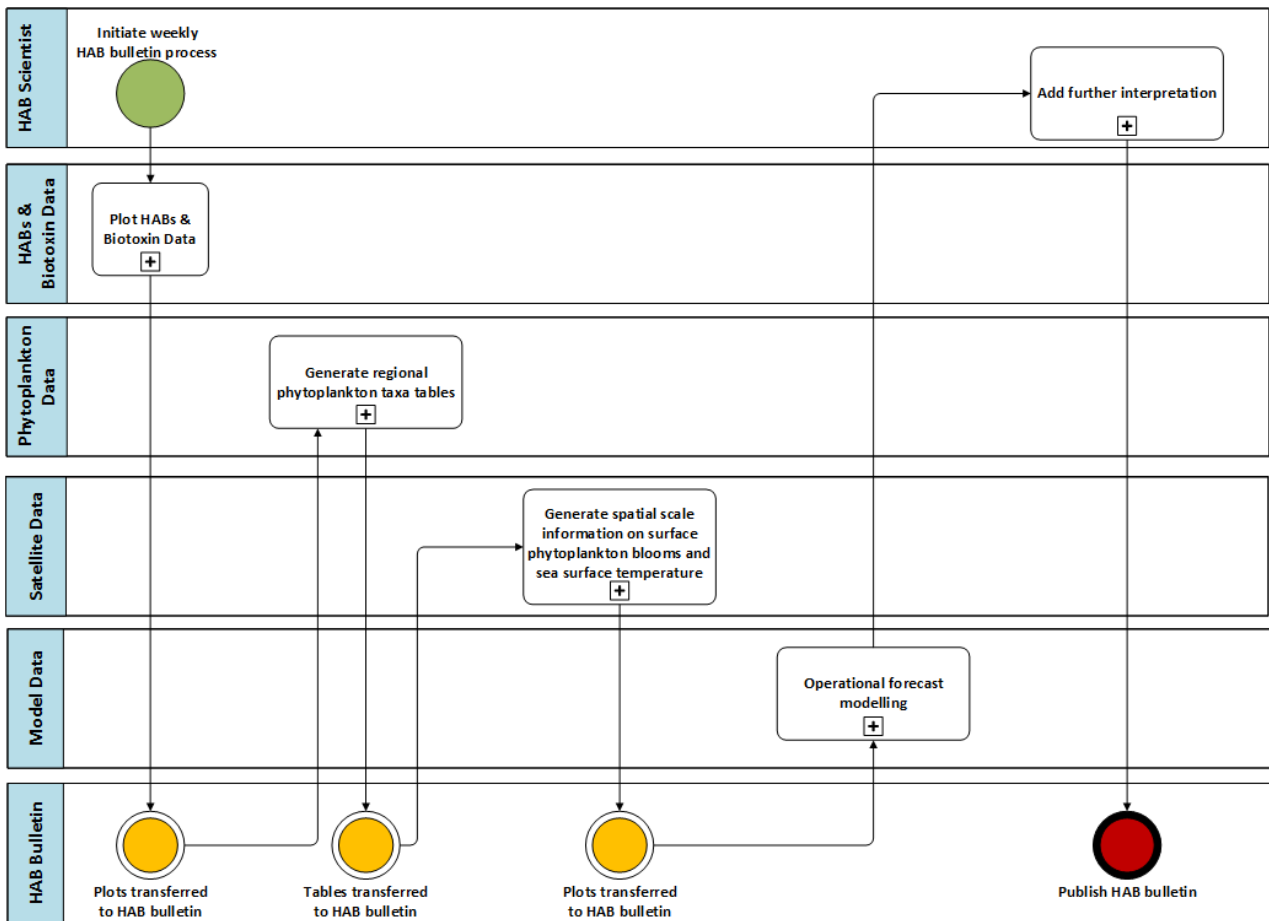 HAB Scientist
Initiate weekly
HAB bulletin process
Add further interpretation
HABs &
Biotoxin Data
Plot HABs &
Biotoxin Data
Phytoplankton
Data
Generate regional
phytoplankton taxa tables
Satellite Data
Generate spatial scale
information on surface
phytoplankton blooms and
sea surface temperature
Model Data
Operational forecast
modelling
HAB Bulletin
Plots transferred
to HAB bulletin
Tables transferred
to HAB bulletin
Plots transferred
to HAB bulletin
Publish HAB bulletin